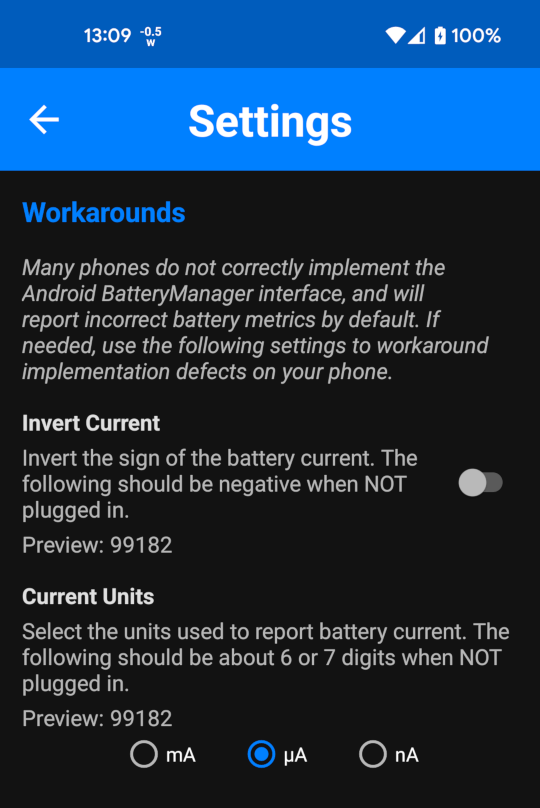 13:09 -0.5 W 100%
Settings
Workarounds
Many phones do not correctly implement the
Android BatteryManager interface, and will
report incorrect battery metrics by default. If
needed, use the following settings to workaround
implementation defects on your phone.
Invert Current
Invert the sign of the battery current. The
following should be negative when NOT
plugged in.
Preview: 99182
Current Units
Select the units used to report battery current. The
following should be about 6 or 7 digits when NOT
plugged in.
Preview: 99182
mA µA nA